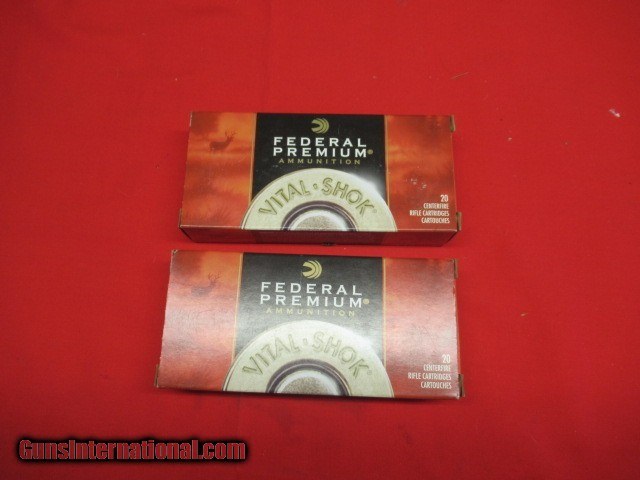 FEDERAL
PREMIUM®
AMMUNITION
VITAL·SHOK
20
CENTERFIRE
RIFLE CARTRIDGES
CARTOUCHES
FEDERAL
PREMIUM®
AMMUNITION
VITAL·SHOK
20
CENTERFIRE
RIFLE CARTRIDGES
CARTOUCHES
GunsInternational.com